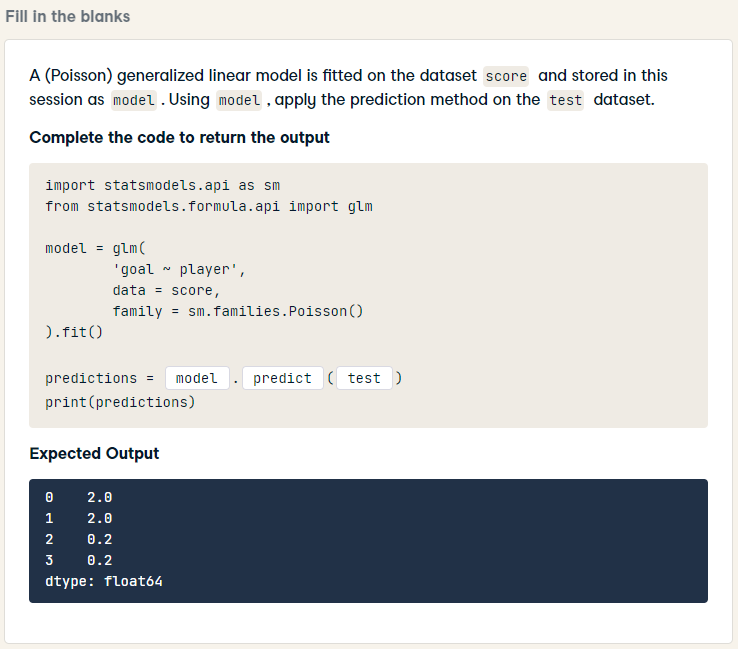 Fill in the blanks
A (Poisson) generalized linear model is fitted on the dataset score and stored in this
session as model . Using model , apply the prediction method on the test dataset.
Complete the code to return the output
import statsmodels.api as sm
from statsmodels.formula.api import glm
model = glm(
'goal ~ player',
data = score,
family = sm.families.Poisson()
).fit()
predictions = model . predict ( test )
print(predictions)
Expected Output
0 2.0
1 2.0
2 0.2
3 0.2
dtype: float64